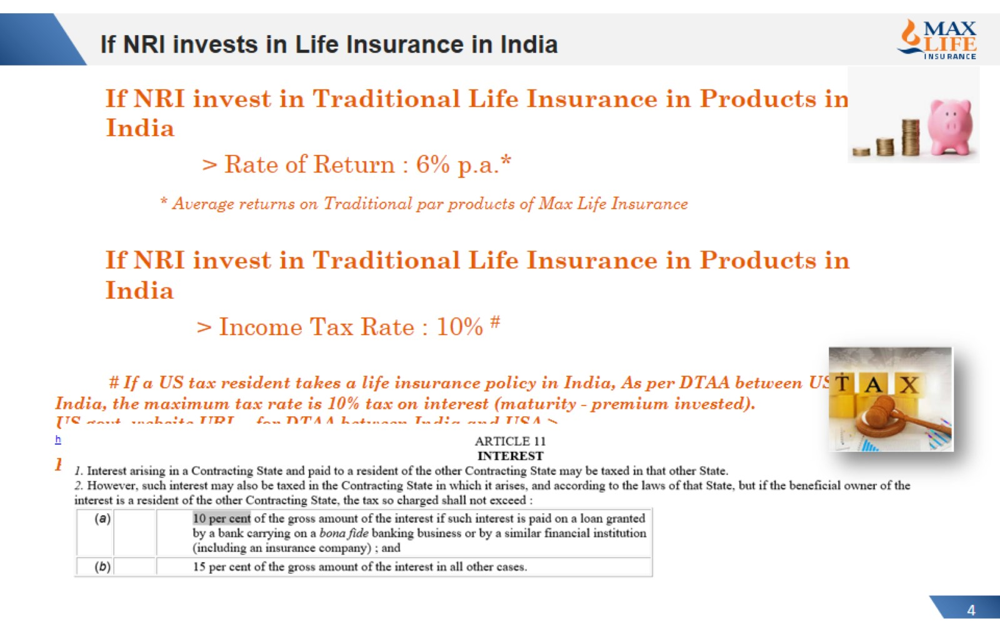 If NRI invests in Life Insurance in India
MAX
LIFE
INSURANCE
If NRI invest in Traditional Life Insurance in Products in
India
> Rate of Return : 6% p.a.*
* Average returns on Traditional par products of Max Life Insurance
If NRI invest in Traditional Life Insurance in Products in
India
> Income Tax Rate : 10% #
# If a US tax resident takes a life insurance policy in India, As per DTAA between US
India, the maximum tax rate is 10% tax on interest (maturity - premium invested).
US govt. website URL for DTAA between India and USA >
h
TAX
ARTICLE 11
INTEREST
1. Interest arising in a Contracting State and paid to a resident of the other Contracting State may be taxed in that other State.
2. However, such interest may also be taxed in the Contracting State in which it arises, and according to the laws of that State, but if the beneficial owner of the
interest is a resident of the other Contracting State, the tax so charged shall not exceed :
(a) 10 per cent of the gross amount of the interest if such interest is paid on a loan granted
by a bank carrying on a bona fide banking business or by a similar financial institution
(including an insurance company) ; and
(b) 15 per cent of the gross amount of the interest in all other cases.
4